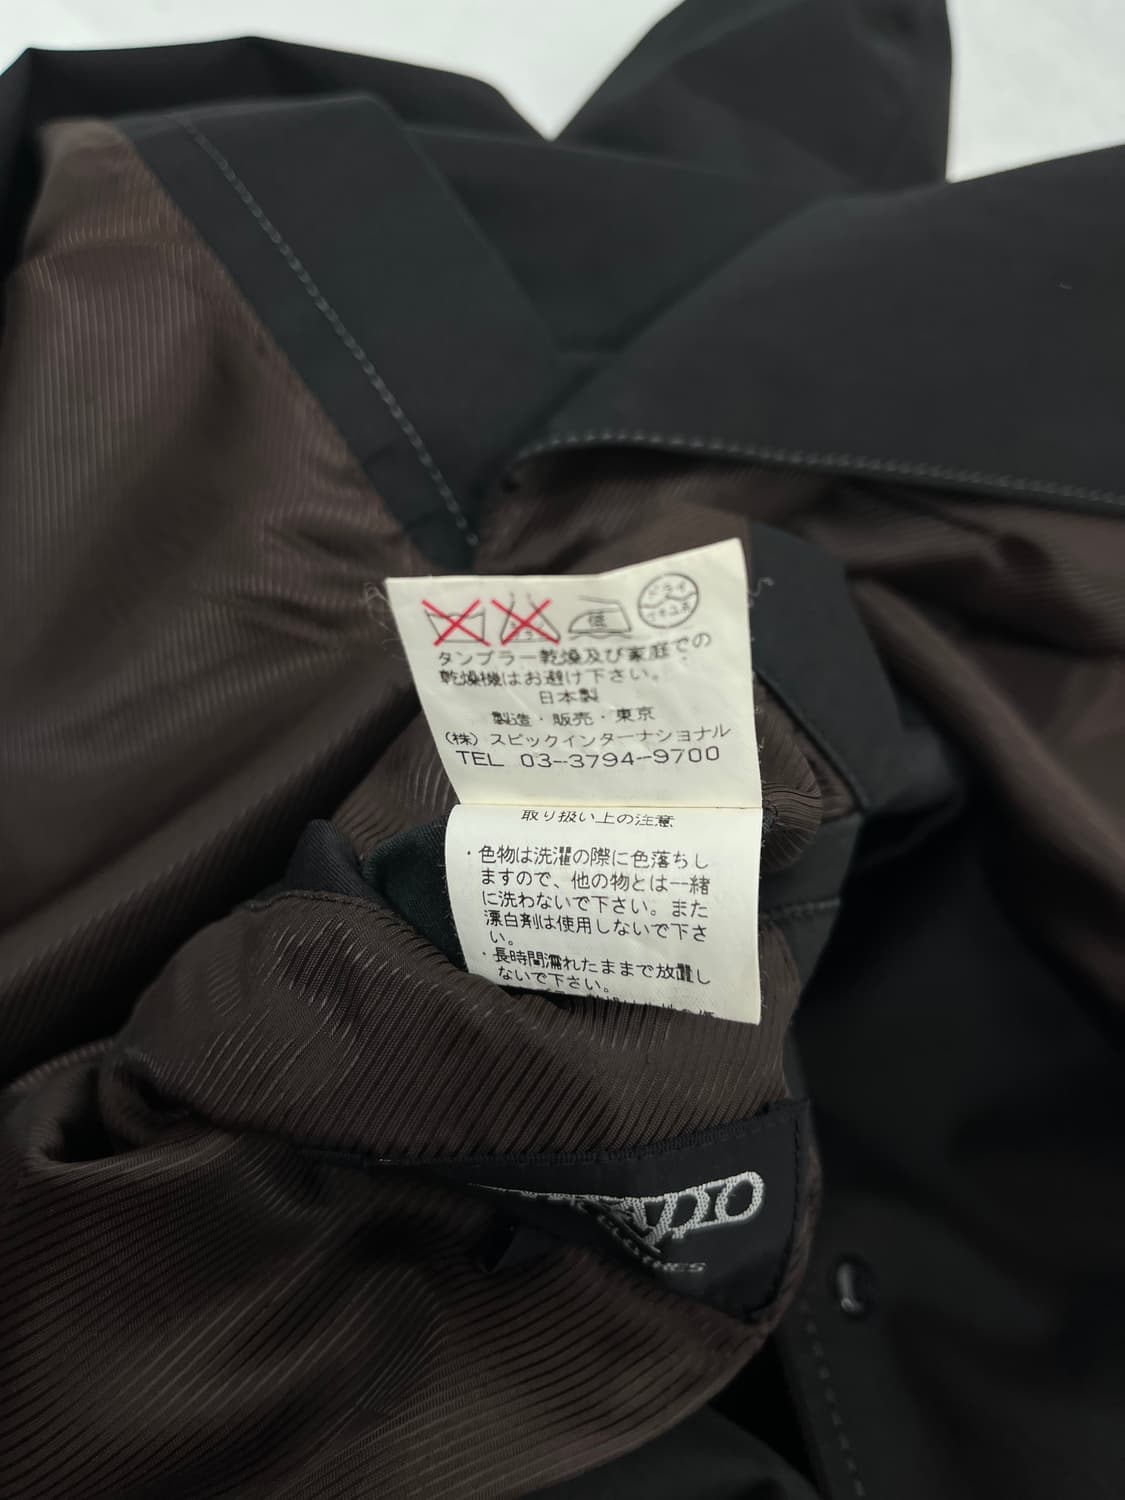 低
ドライ
タンブラー乾燥及び家庭での
乾燥機はお避け下さい。
日本製
製造・販売・東京
(株) スピックインターナショナル
TEL 03-3794-9700
取り扱い上の注意
・色物は洗濯の際に色落ちし
ますので、他の物とは一緒
に洗わないで下さい。また
漂白剤は使用しないで下さ
い。
・長時間濡れたままで放置し
ないで下さい。